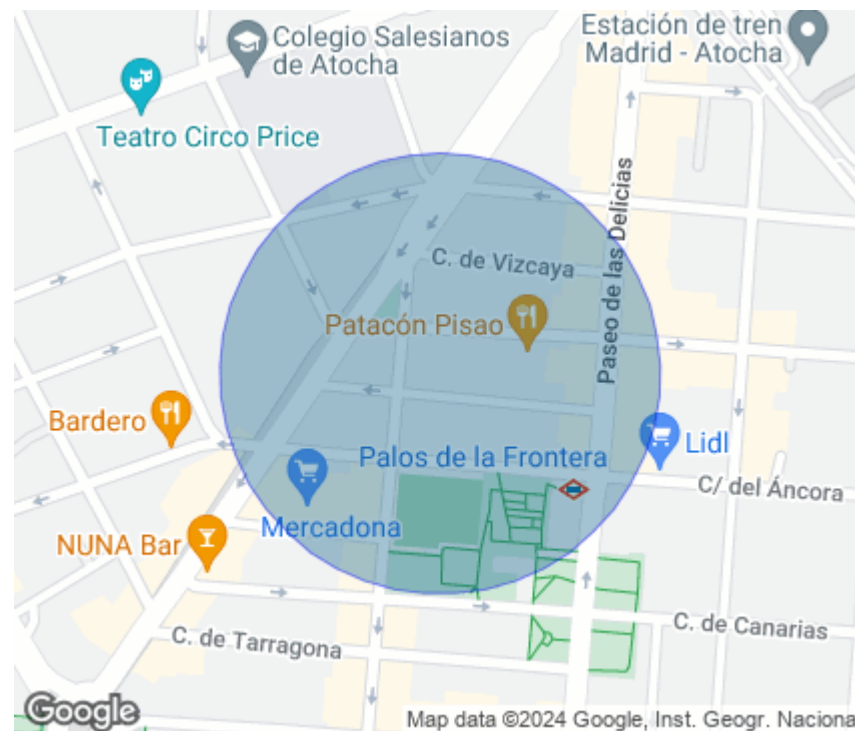 Colegio Salesianos
de Atocha
Estación de tren
Madrid - Atocha
Teatro Circo Price
C. de Vizcaya
Paseo de las Delicias
Patacón Pisao
Bardero
Palos de la Frontera
Lidl
C/ del Áncora
Mercadona
NUNA Bar
C. de Canarias
C. de Tarragona
Google
Map data ©2024 Google, Inst. Geogr. Naciona